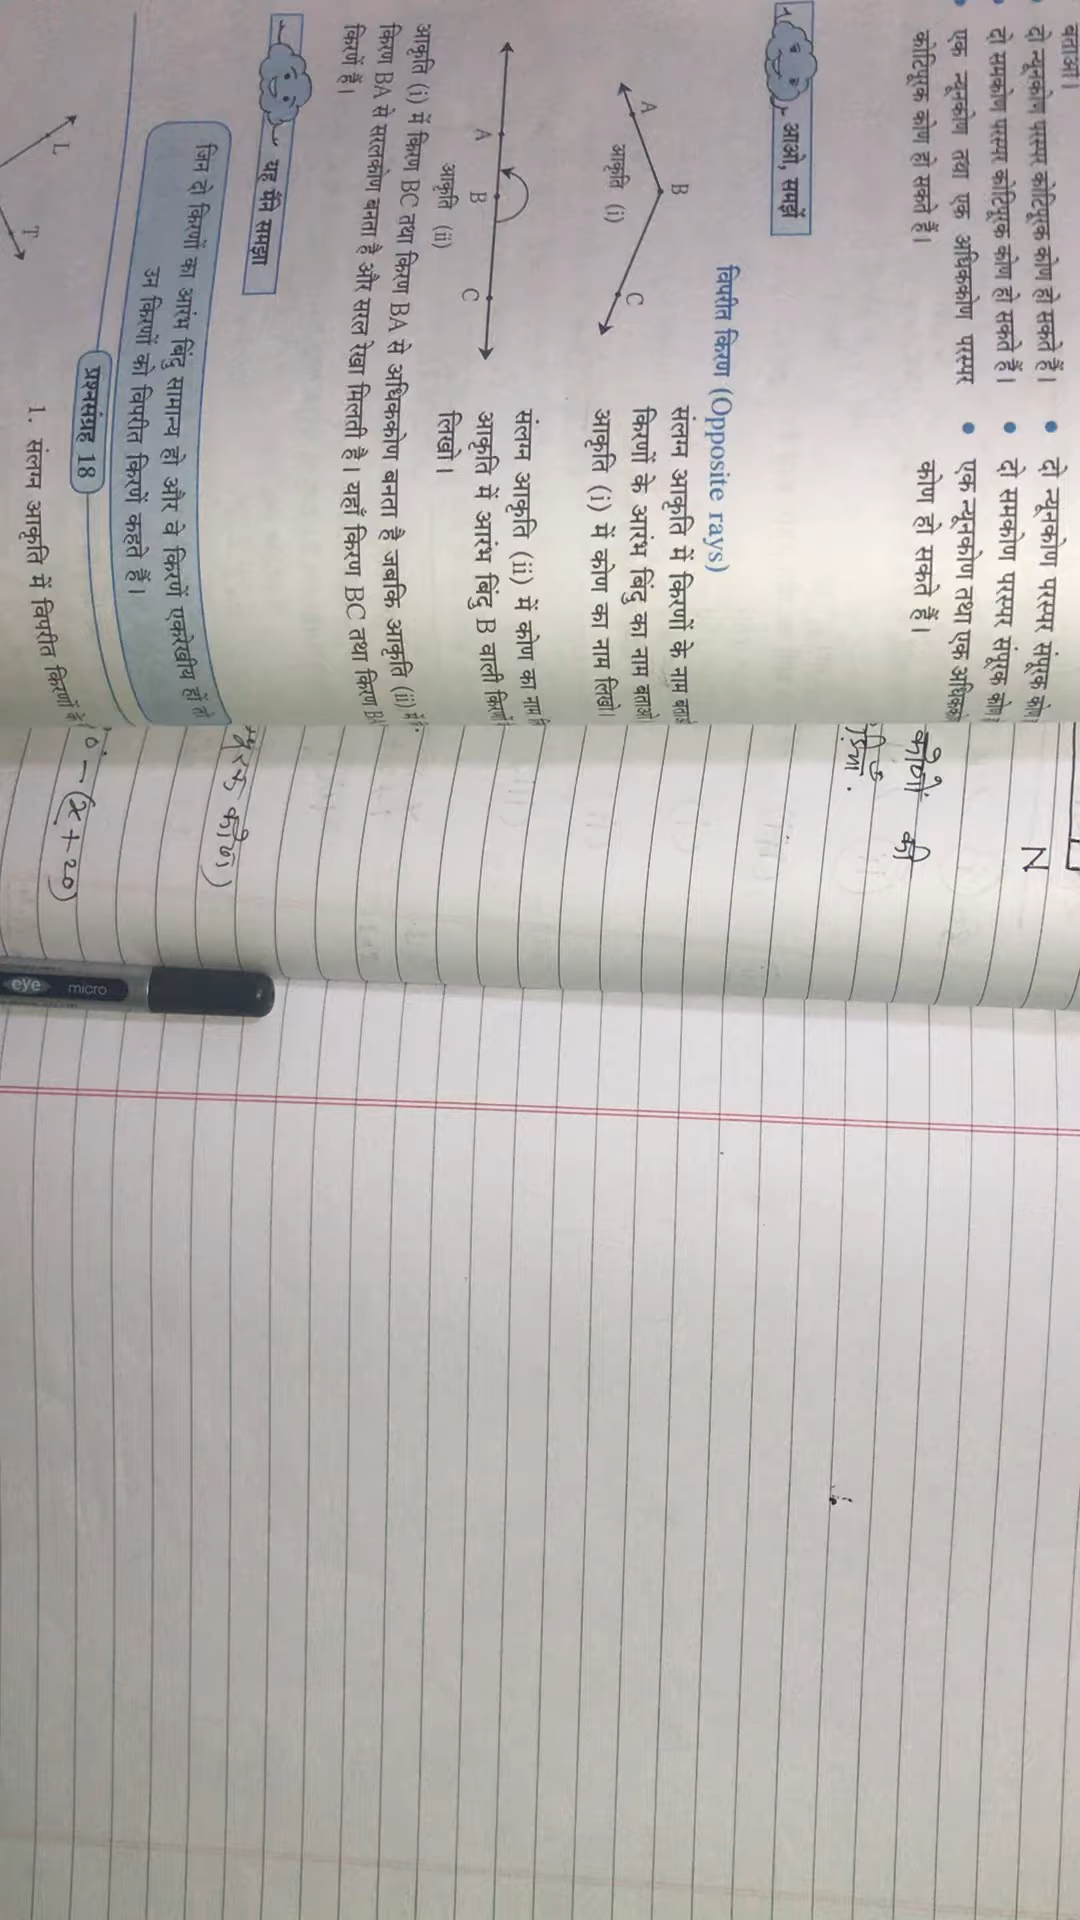 बताओ।
दो न्यूनकोण परस्पर कोटिपूरक कोण हो सकते हैं।
दो समकोण परस्पर कोटिपूरक कोण हो सकते हैं।
एक न्यूनकोण तथा एक अधिककोण परस्पर
कोटिपूरक कोण हो सकते हैं।
दो न्यूनकोण परस्पर संपूरक कोण
दो समकोण परस्पर संपूरक कोण
एक न्यूनकोण तथा एक
कोण हो सकते हैं।
आओ, समझें
विपरीत किरण (Opposite rays)
A
B
C
आकृति (i)
संलग्न आकृति में किरणों के नाम
किरणों के आरंभ बिंदु का नाम बताओ
आकृति (i) में कोण का नाम लिखो।
A
B
C
आकृति (ii)
संलग्न आकृति (ii) में कोण का नाम
आकृति में आरंभ बिंदु B वाली
लिखो।
आकृति (i) में किरण BC तथा किरण BA से अधिककोण बनता है जबकि आकृति (ii) में
किरण BA से सरलकोण बनता है और सरल रेखा मिलती है। यहाँ किरण BC तथा किरण
किरणें हैं।
यह मैंने समझा
जिन दो किरणों का आरंभ बिंदु सामान्य हो और वे किरणें एकरेखीय हों तो
उन किरणों को विपरीत किरणें कहते हैं।
प्रश्नसंग्रह 18
1. संलग्न आकृति में विपरीत किरणों के
L
T
N
की
- (x + 20)
eye micro